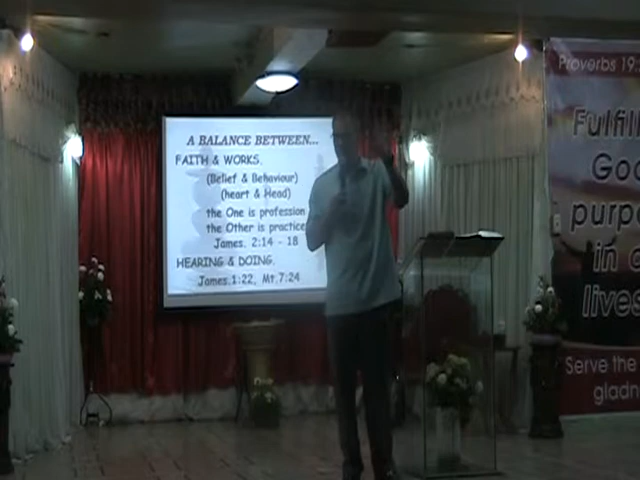 A BALANCE BETWEEN...
FAITH & WORKS.
(Belief & Behaviour)
(heart & Head)
the One is profession
the Other is practice
James. 2:14 - 18
HEARING & DOING.
James.1:22, Mt.7:24
Proverbs 19:
Fulfill
God
purpo
in o
lives
Serve the
gladn